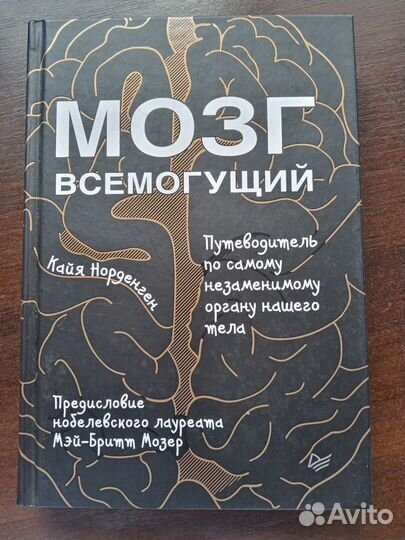 МОЗГ
ВСЕМОГУЩИЙ
Кайя Норденген
Путеводитель
по самому
незаменимому
органу нашего
тела
Предисловие
нобелевского лауреата
Мэй-Бритт Мозер
Avito